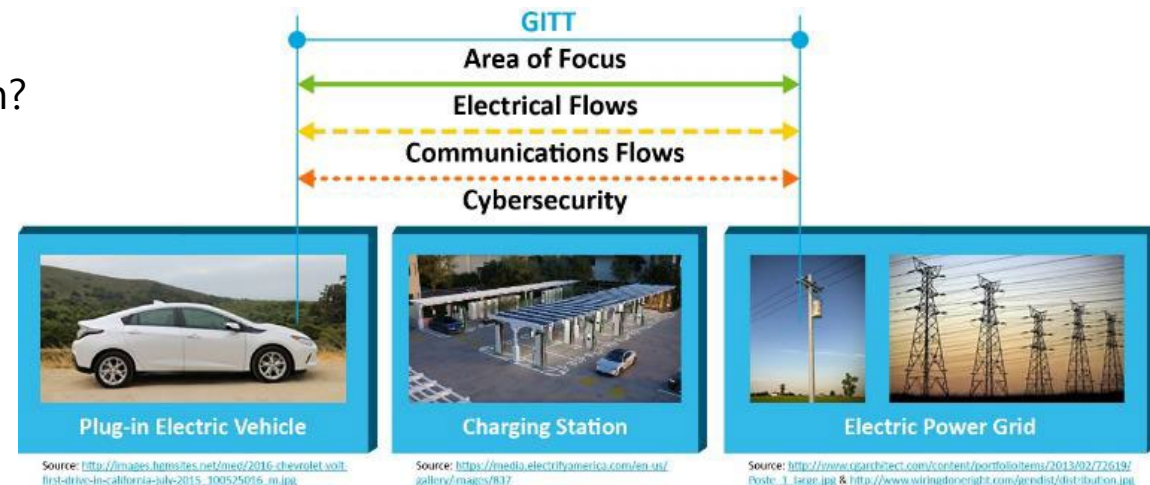 GITT
Area of Focus
n?
Electrical Flows
Communications Flows
Cybersecurity
Plug-in Electric Vehicle
Charging Station
Electric Power Grid
Source: http://images.hgmsites.net/med/2016-chevrolet-volt-
first-drive-in-california-july-2015_100525016_m.jpg
Source: https://media.electrifyamerica.com/en-us/
gallery/images/837
Source: http://www.cgarchitect.com/content/portfolioitems/2013/02/72619/
Poste_1_large.jpg & http://www.wiringdoneright.com/gendist/distribution.jpg